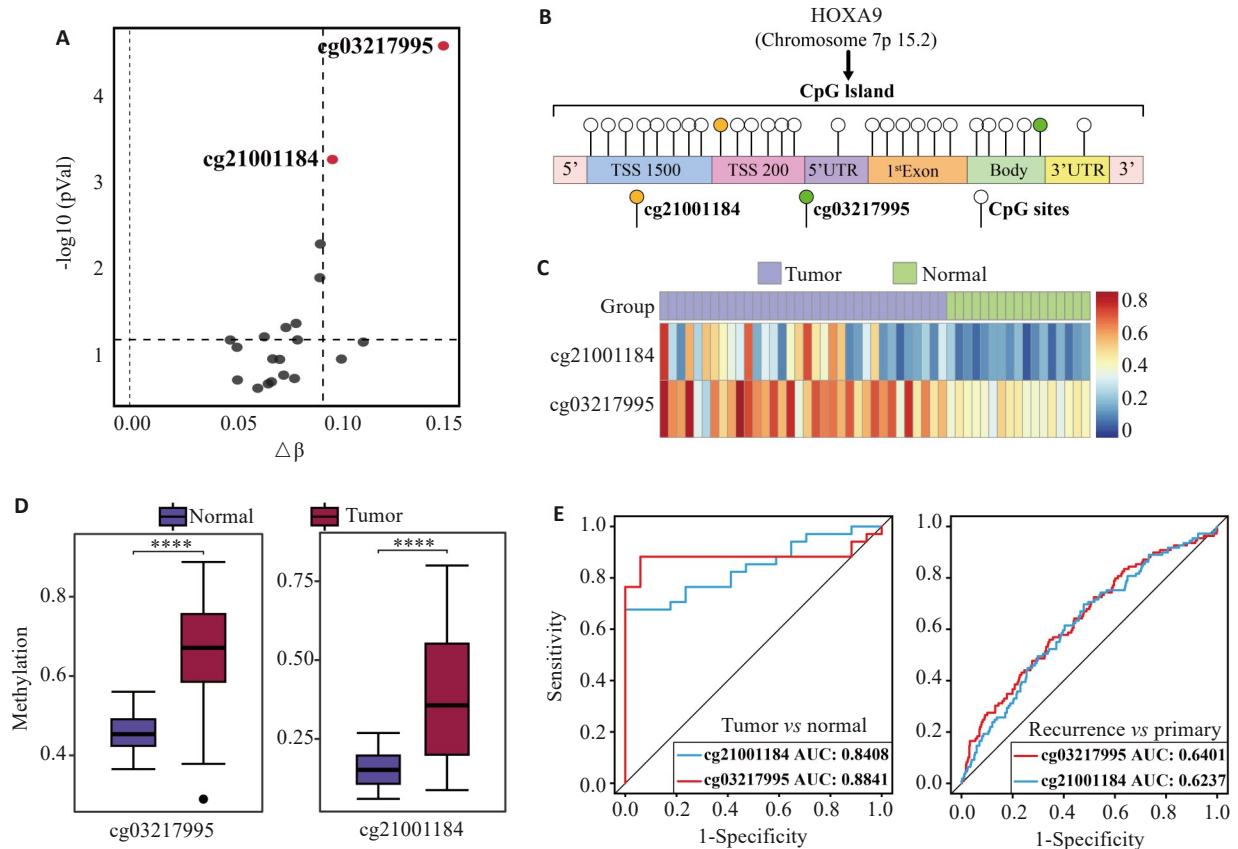 A
cg03217995
cg21001184
-log10 (pVal)
4
3
2
1
0.00
0.05
0.10
0.15
△β
B
HOXA9
(Chromosome 7p 15.2)
CpG Island
5’
TSS 1500
TSS 200
5’UTR
1stExon
Body
3’UTR
3’
cg21001184
cg03217995
CpG sites
C
Tumor
Normal
Group
cg21001184
cg03217995
0.8
0.6
0.4
0.2
0
D
Normal
Tumor
Methylation
0.8
0.6
0.4
****
cg03217995
0.75
0.50
0.25
****
cg21001184
E
Sensitivity
1.0
0.8
0.6
0.4
0.2
0.0
Tumor vs normal
cg21001184 AUC: 0.8408
cg03217995 AUC: 0.8841
0.0 0.2 0.4 0.6 0.8 1.0
1-Specificity
1.0
0.8
0.6
0.4
0.2
0.0
Recurrence vs primary
cg03217995 AUC: 0.6401
cg21001184 AUC: 0.6237
0.0 0.2 0.4 0.6 0.8 1.0
1-Specificity